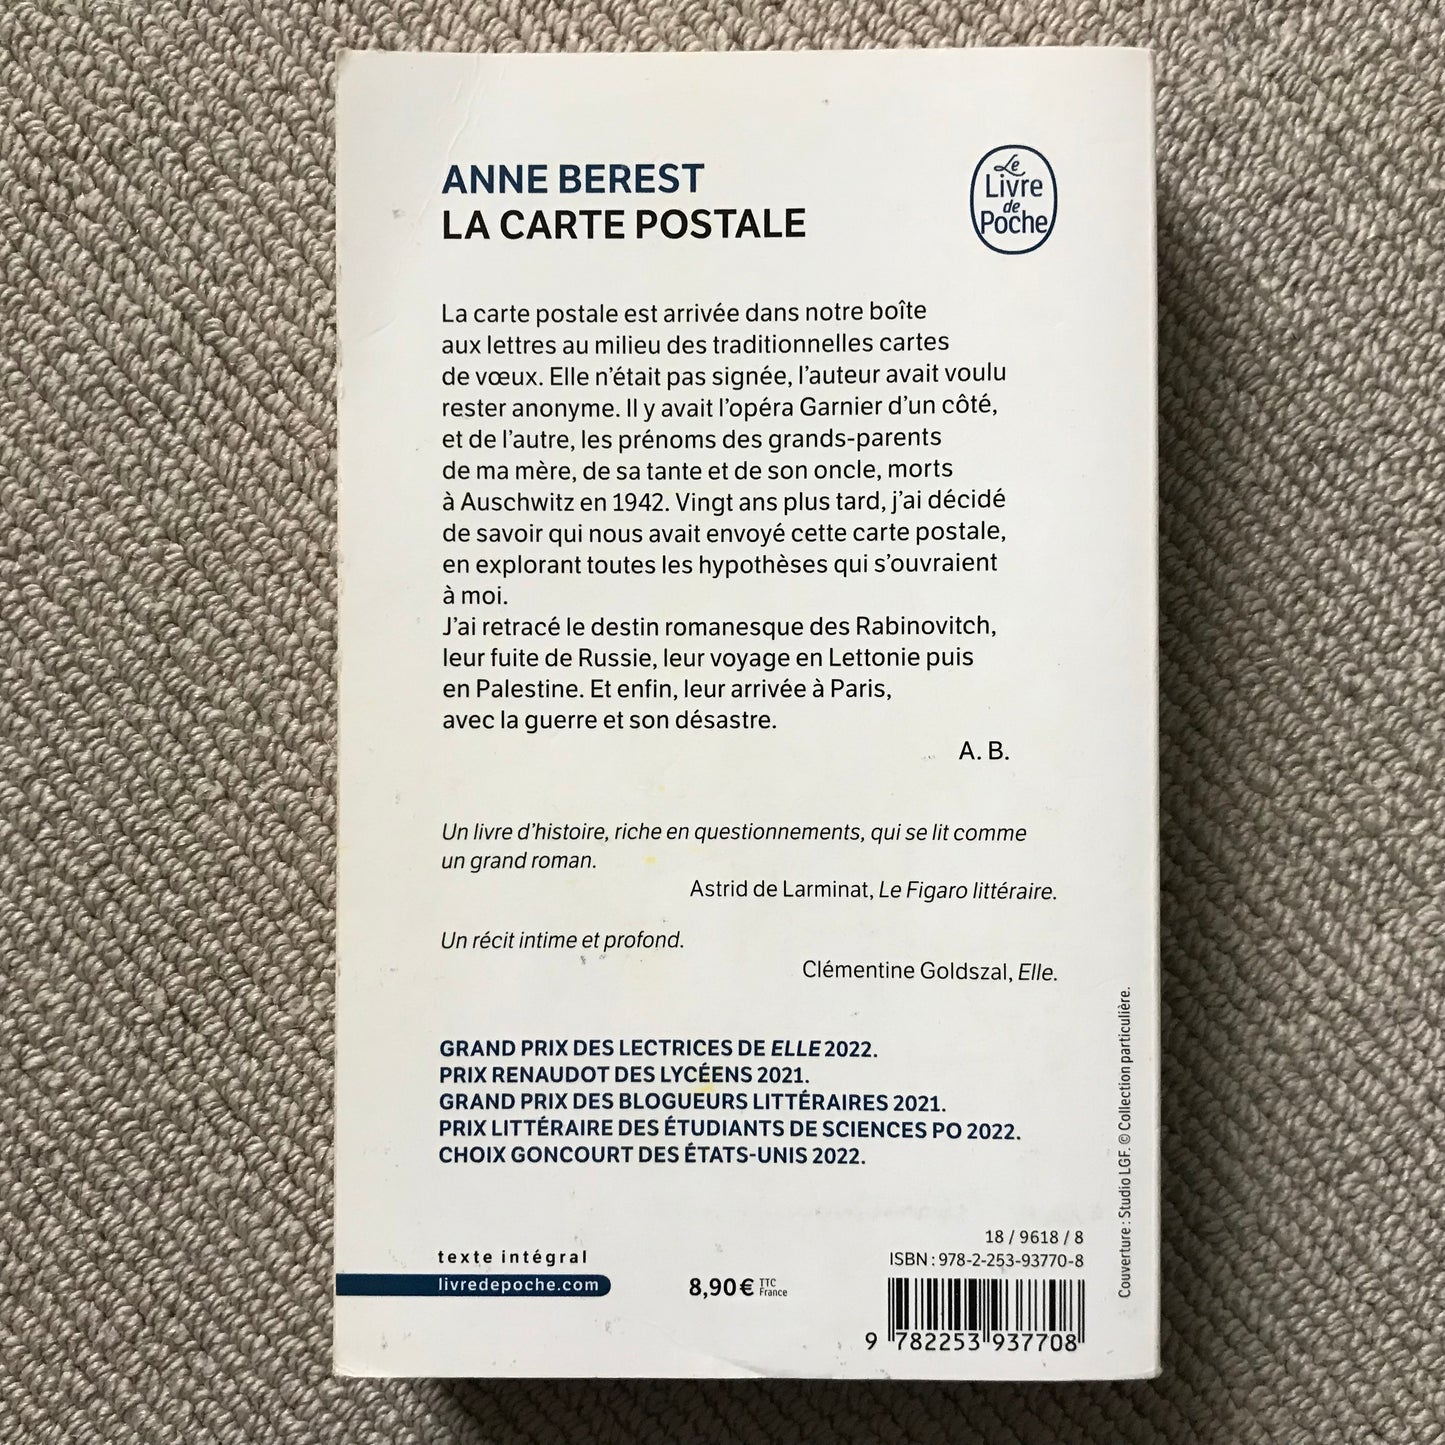 ANNE BEREST
LA CARTE POSTALE
Le
Livre
de
Poche
La carte postale est arrivée dans notre boîte
aux lettres au milieu des traditionnelles cartes
de vœux. Elle n'était pas signée, l'auteur avait voulu
rester anonyme. Il y avait l'opéra Garnier d'un côté,
et de l'autre, les prénoms des grands-parents
de ma mère, de sa tante et de son oncle, morts
à Auschwitz en 1942. Vingt ans plus tard, j'ai décidé
de savoir qui nous avait envoyé cette carte postale,
en explorant toutes les hypothèses qui s'ouvraient
à moi.
J'ai retracé le destin romanesque des Rabinovitch,
leur fuite de Russie, leur voyage en Lettonie puis
en Palestine. Et enfin, leur arrivée à Paris,
avec la guerre et son désastre.
A. B.
Un livre d'histoire, riche en questionnements, qui se lit comme
un grand roman.
Astrid de Larminat, Le Figaro littéraire.
Un récit intime et profond.
Clémentine Goldszal, Elle.
GRAND PRIX DES LECTRICES DE ELLE 2022.
PRIX RENAUDOT DES LYCÉENS 2021.
GRAND PRIX DES BLOGUEURS LITTÉRAIRES 2021.
PRIX LITTÉRAIRE DES ÉTUDIANTS DE SCIENCES PO 2022.
CHOIX GONCOURT DES ÉTATS-UNIS 2022.
texte intégral
livredepoche.com
8,90 € TTC
France
18 / 9618 / 8
ISBN : 978-2-253-93770-8
9 782253 937708
Couverture : Studio LGF. © Collection particulière.